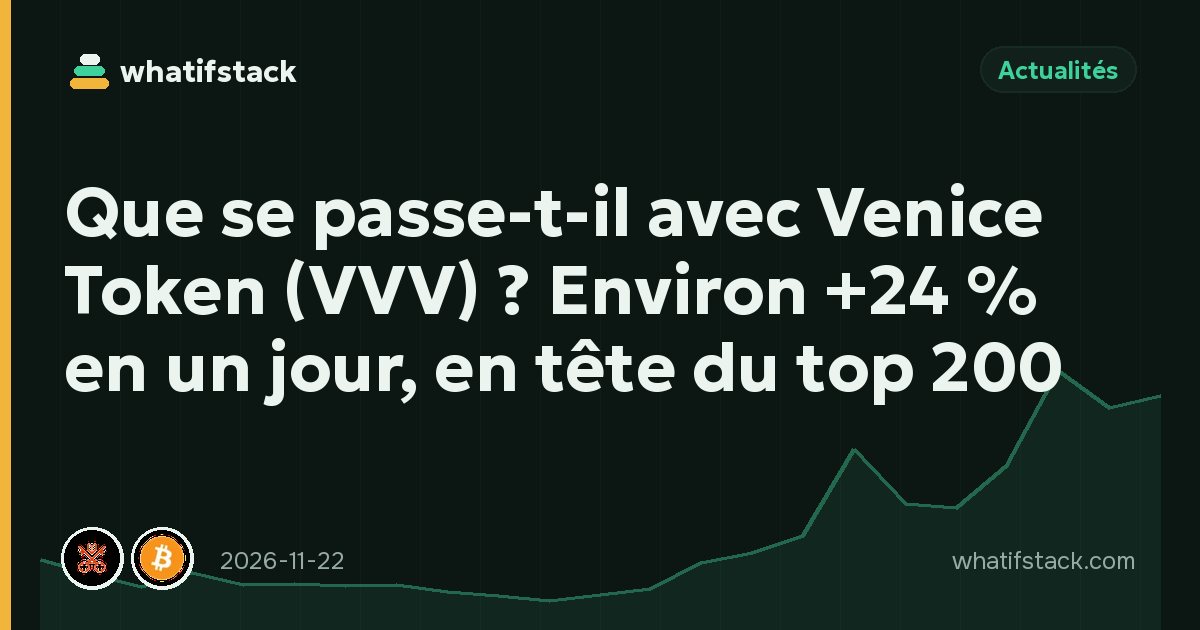 whatifstack
Actualités
Que se passe-t-il avec Venice
Token (VVV) ? Environ +24 %
en un jour, en tête du top 200
2026-11-22
whatifstack.com